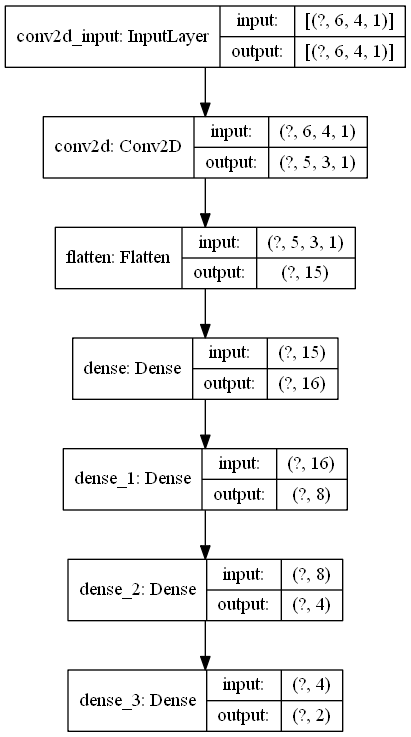 conv2d_input: InputLayer
input: [(?, 6, 4, 1)]
output: [(?, 6, 4, 1)]
conv2d: Conv2D
input: (?, 6, 4, 1)
output: (?, 5, 3, 1)
flatten: Flatten
input: (?, 5, 3, 1)
output: (?, 15)
dense: Dense
input: (?, 15)
output: (?, 16)
dense_1: Dense
input: (?, 16)
output: (?, 8)
dense_2: Dense
input: (?, 8)
output: (?, 4)
dense_3: Dense
input: (?, 4)
output: (?, 2)